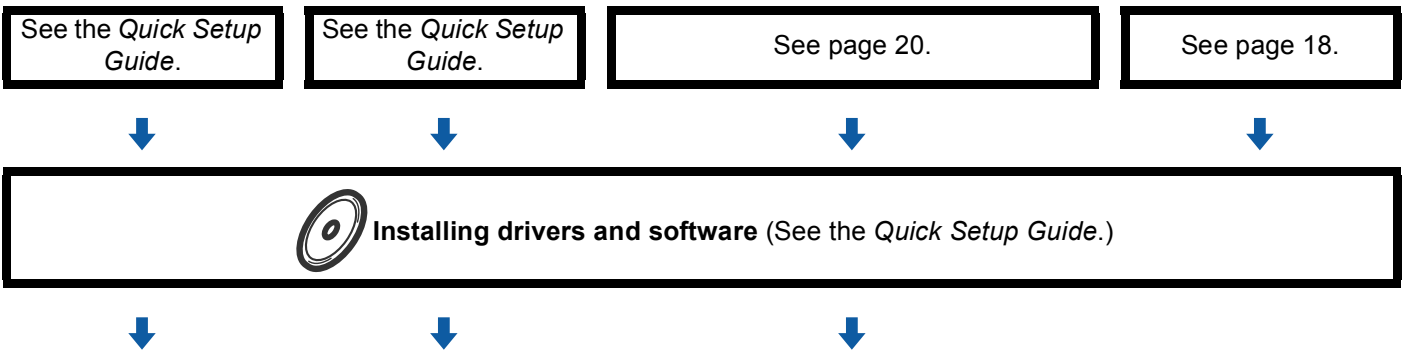 See the Quick Setup
Guide.
See the Quick Setup
Guide.
See page 20.
See page 18.
Installing drivers and software (See the Quick Setup Guide.)